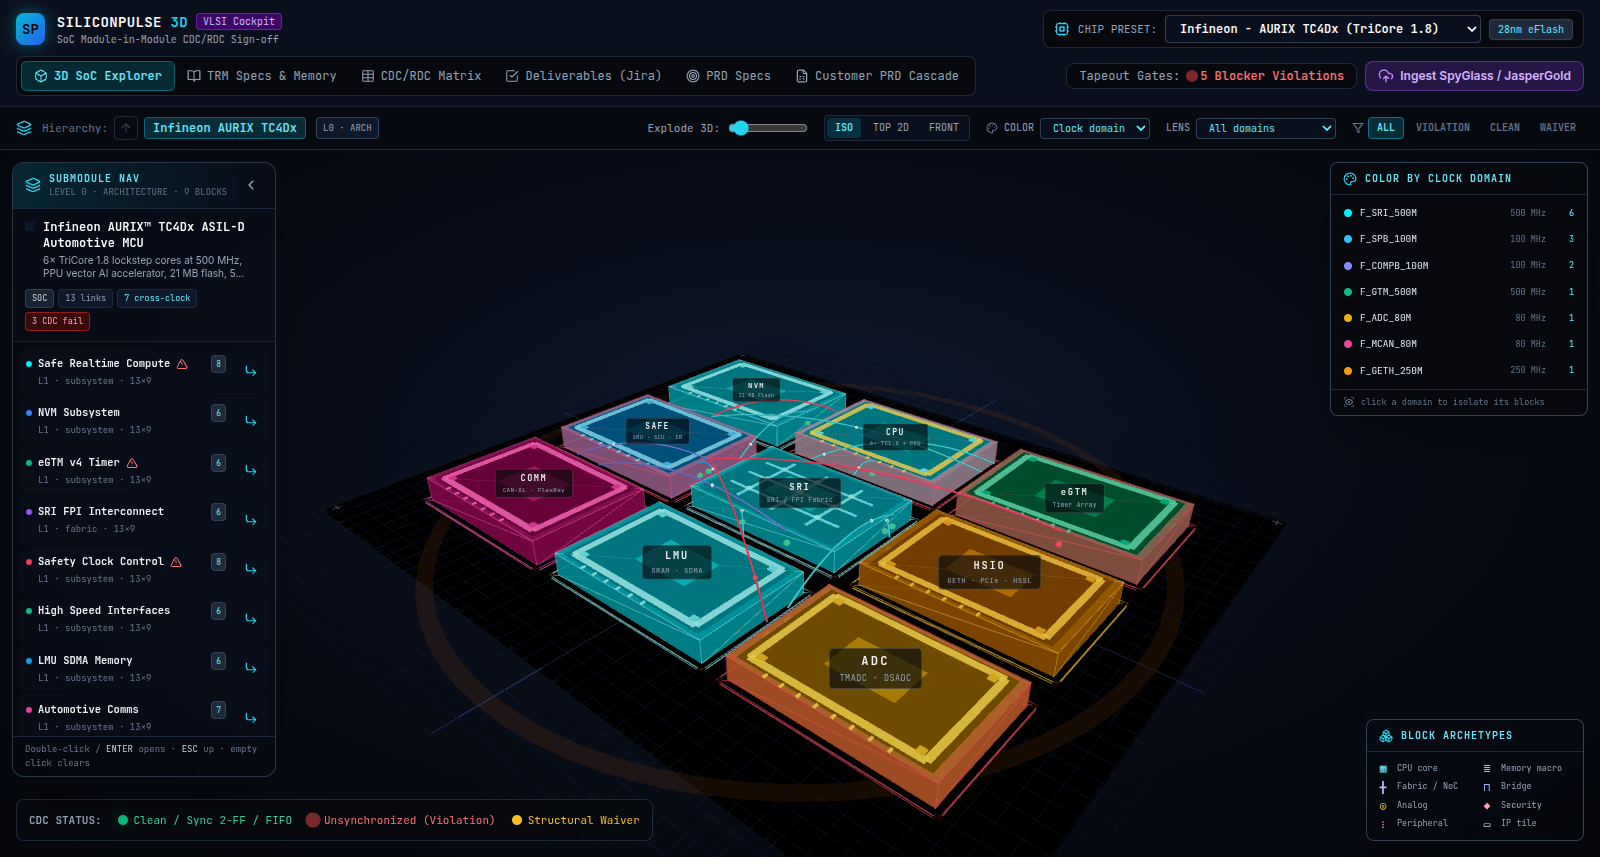 SP
SILICONPULSE 3D VLSI Cockpit
SoC Module-in-Module CDC/RDC Sign-off
CHIP PRESET: Infineon - AURIX TC4Dx (TriCore 1.8) 28nm eFlash
3D SoC Explorer TRM Specs & Memory CDC/RDC Matrix Deliverables (Jira) PRD Specs Customer PRD Cascade
Tapeout Gates: 5 Blocker Violations Ingest SpyGlass / JasperGold
Hierarchy: Infineon AURIX TC4Dx L0 · ARCH
Explode 3D: ISO TOP 2D FRONT COLOR Clock domain LENS All domains ALL VIOLATION CLEAN WAIVER
SUBMODULE NAV
LEVEL 0 · ARCHITECTURE · 9 BLOCKS
Infineon AURIX™ TC4Dx ASIL-D
Automotive MCU
6× TriCore 1.8 lockstep cores at 500 MHz,
PPU vector AI accelerator, 21 MB flash, 5...
SOC 13 links 7 cross-clock
3 CDC fail
Safe Realtime Compute 8
L1 · subsystem · 13×9
NVM Subsystem 6
L1 · subsystem · 13×9
eGTM v4 Timer 6
L1 · subsystem · 13×9
SRI FPI Interconnect 6
L1 · fabric · 13×9
Safety Clock Control 8
L1 · subsystem · 13×9
High Speed Interfaces 6
L1 · subsystem · 13×9
LMU SDMA Memory 6
L1 · subsystem · 13×9
Automotive Comms 7
L1 · subsystem · 13×9
Double-click / ENTER opens · ESC up · empty
click clears
NVM
21 MB Flash
SAFE
SMU · SCU · IR
CPU
6× TC1.8 + PPU
COMM
CAN-XL · FlexRay
SRI
SRI / FPI Fabric
eGTM
Timer Array
LMU
SRAM · SDMA
HSIO
GETH · PCIe · HSSL
ADC
TMADC · DSADC
COLOR BY CLOCK DOMAIN
F_SRI_500M 500 MHz 6
F_SPB_100M 100 MHz 3
F_COMPB_100M 100 MHz 2
F_GTM_500M 500 MHz 1
F_ADC_80M 80 MHz 1
F_MCAN_80M 80 MHz 1
F_GETH_250M 250 MHz 1
click a domain to isolate its blocks
BLOCK ARCHETYPES
CPU core Memory macro
Fabric / NoC Bridge
Analog Security
Peripheral IP tile
CDC STATUS: Clean / Sync 2-FF / FIFO Unsynchronized (Violation) Structural Waiver